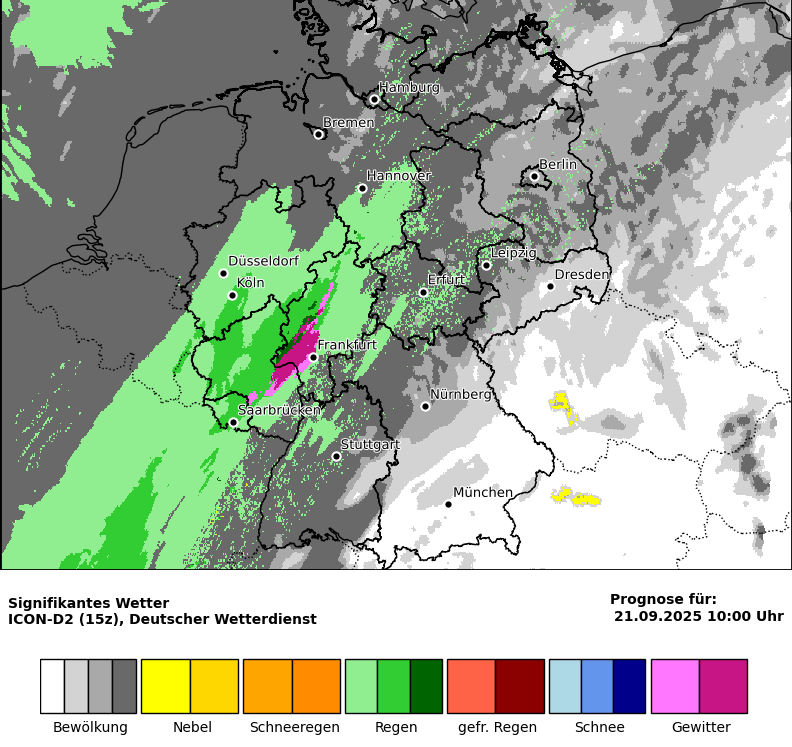 Hamburg
Bremen
Berlin
Hannover
Düsseldorf
Leipzig
Köln
Erfurt
Dresden
Frankfurt
Nürnberg
Saarbrücken
Stuttgart
München
Signifikantes Wetter
ICON-D2 (15z), Deutscher Wetterdienst
Prognose für:
21.09.2025 10:00 Uhr
Bewölkung
Nebel
Schneeregen
Regen
gefr. Regen
Schnee
Gewitter